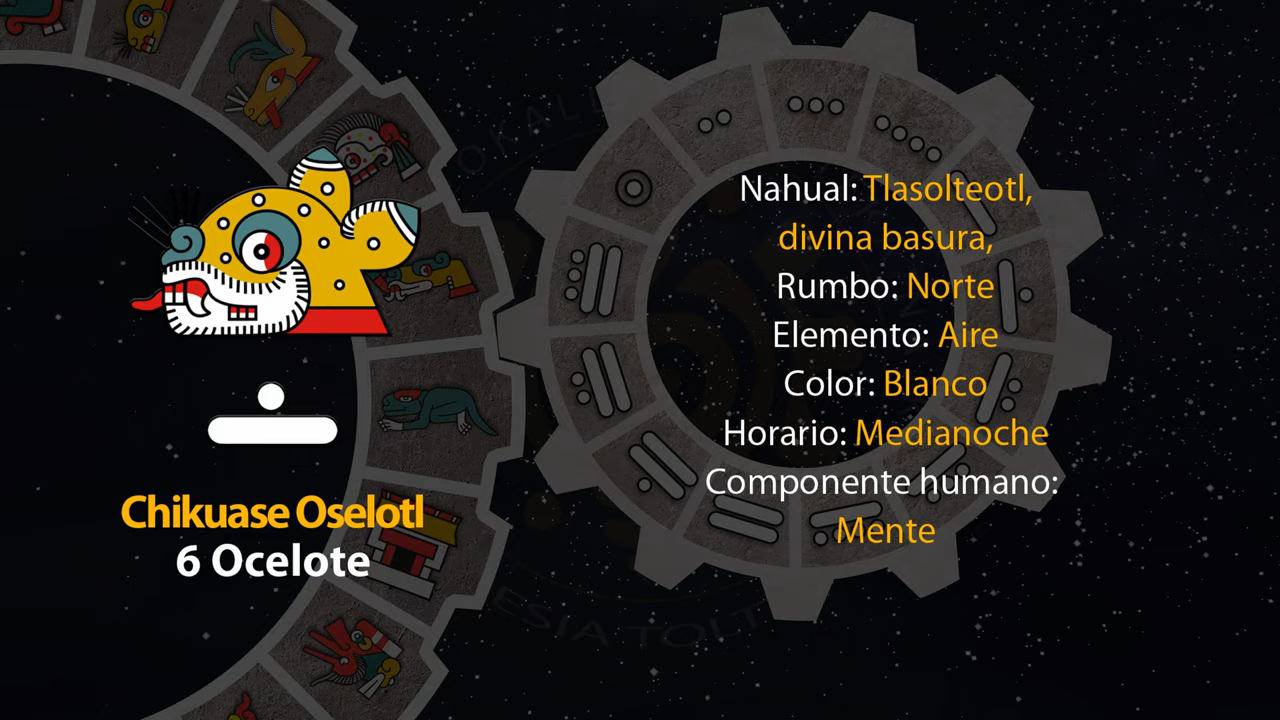 Chikuase Oselotl
6 Ocelote
Nahual: Tlasolteotl,
divina basura,
Rumbo: Norte
Elemento: Aire
Color: Blanco
Horario: Medianoche
Componente humano:
Mente